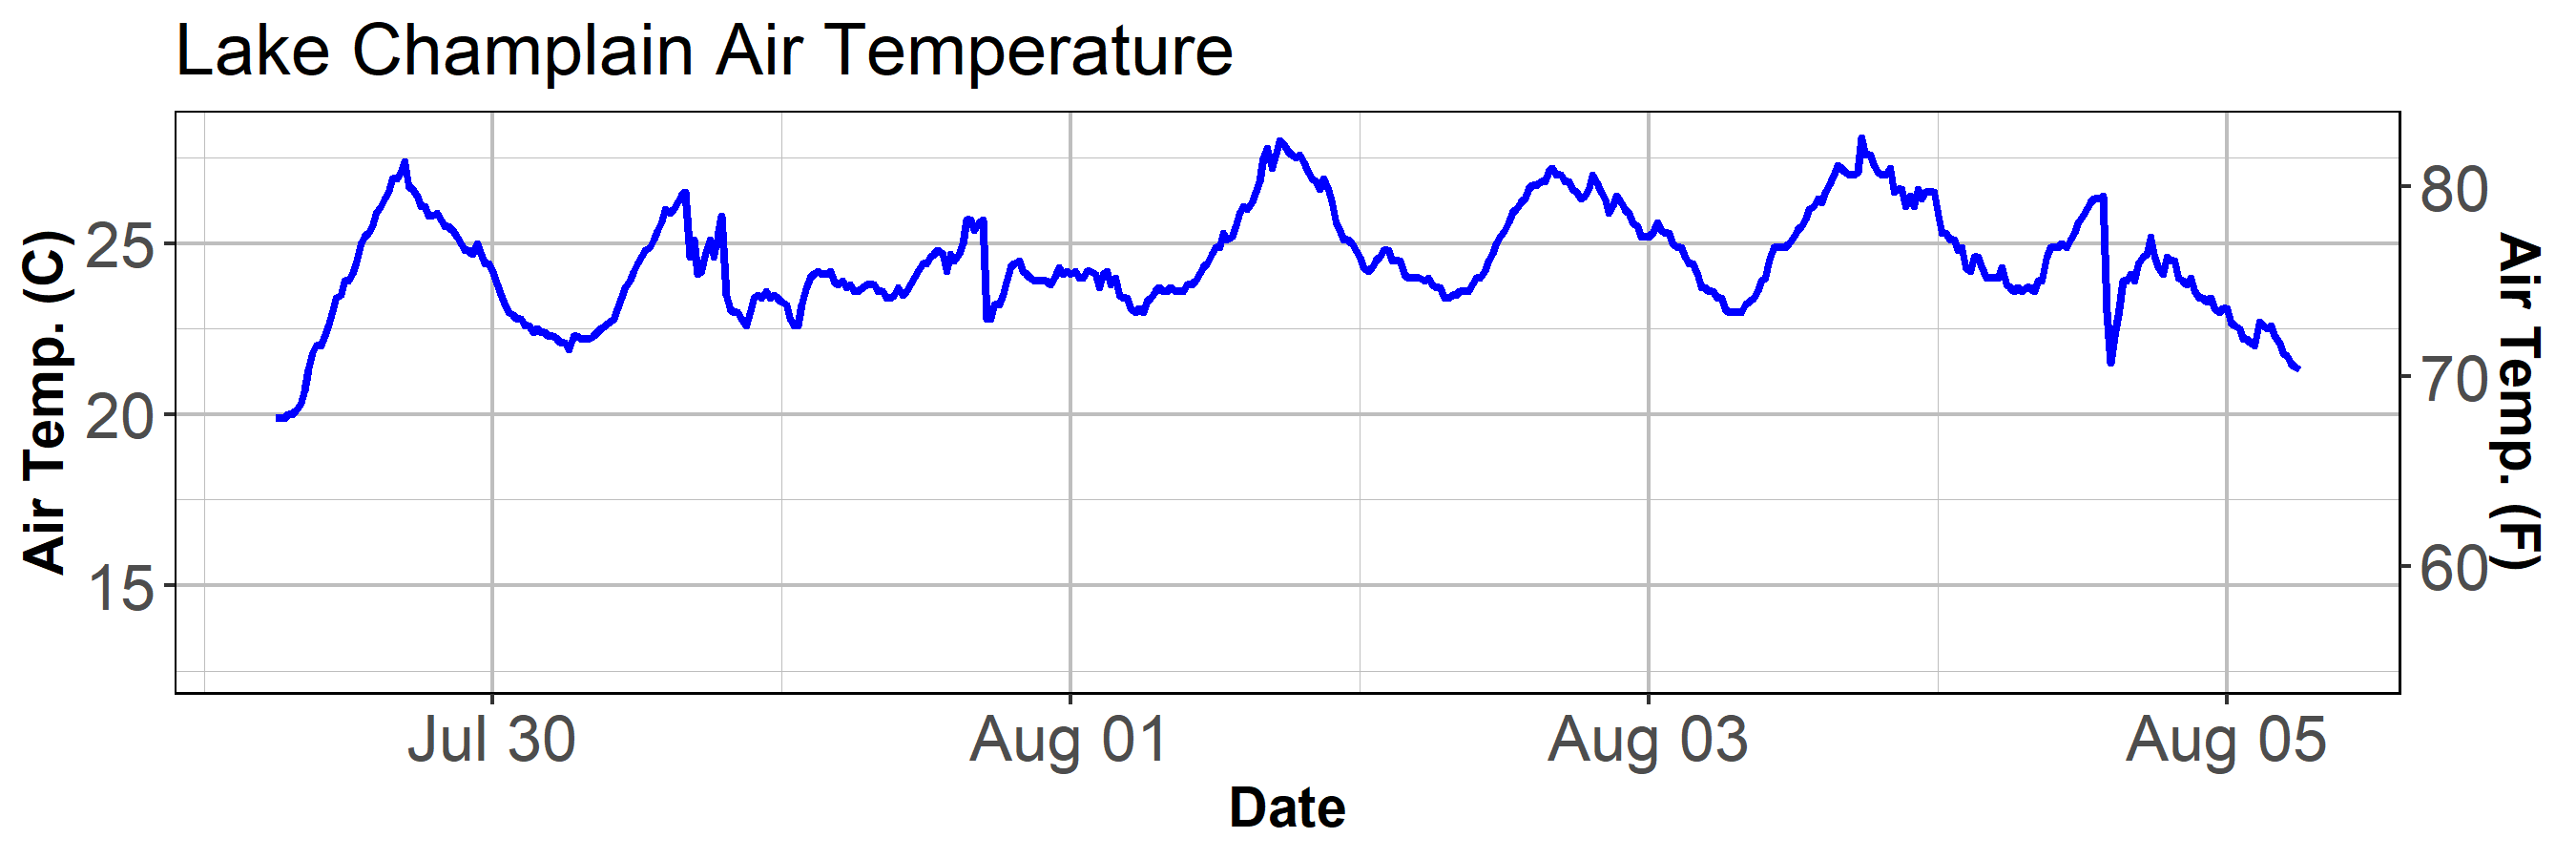 Lake Champlain Air Temperature
Air Temp. (C)
25
20
15
80
70
60
Air Temp. (F)
Jul 30 Aug 01 Aug 03 Aug 05
Date